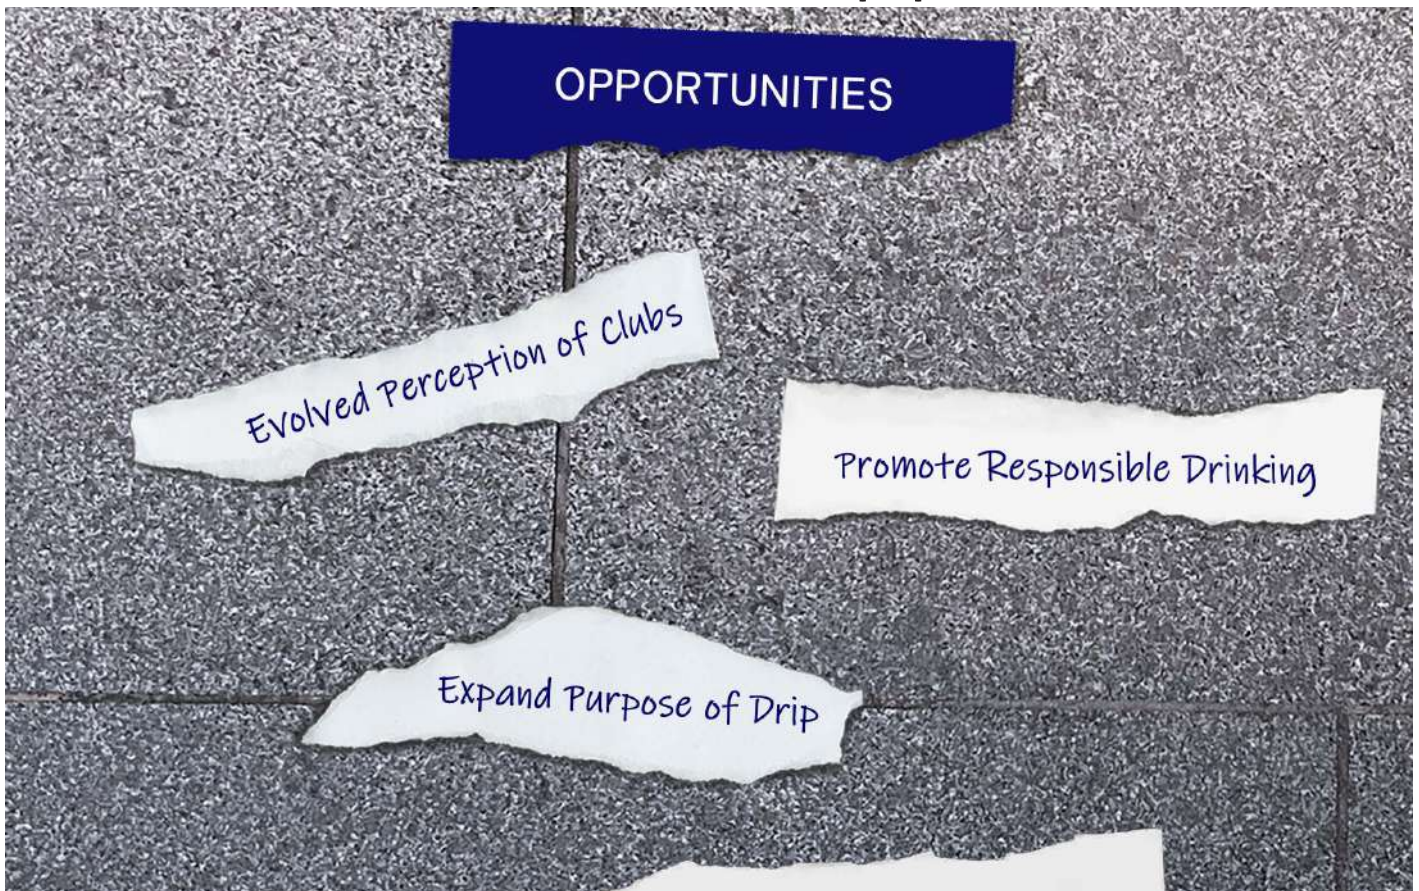 OPPORTUNITIES
Evolved Perception of Clubs
Promote Responsible Drinking
Expand Purpose of Drip